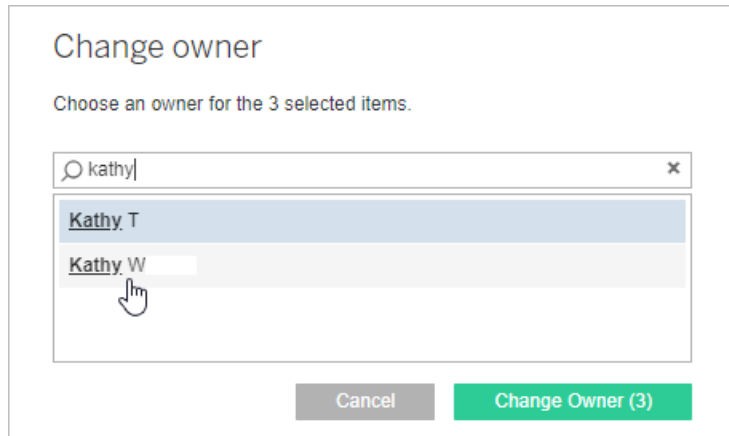 Change owner
Choose an owner for the 3 selected items.
kathy
Kathy T
Kathy W
Cancel Change Owner (3)